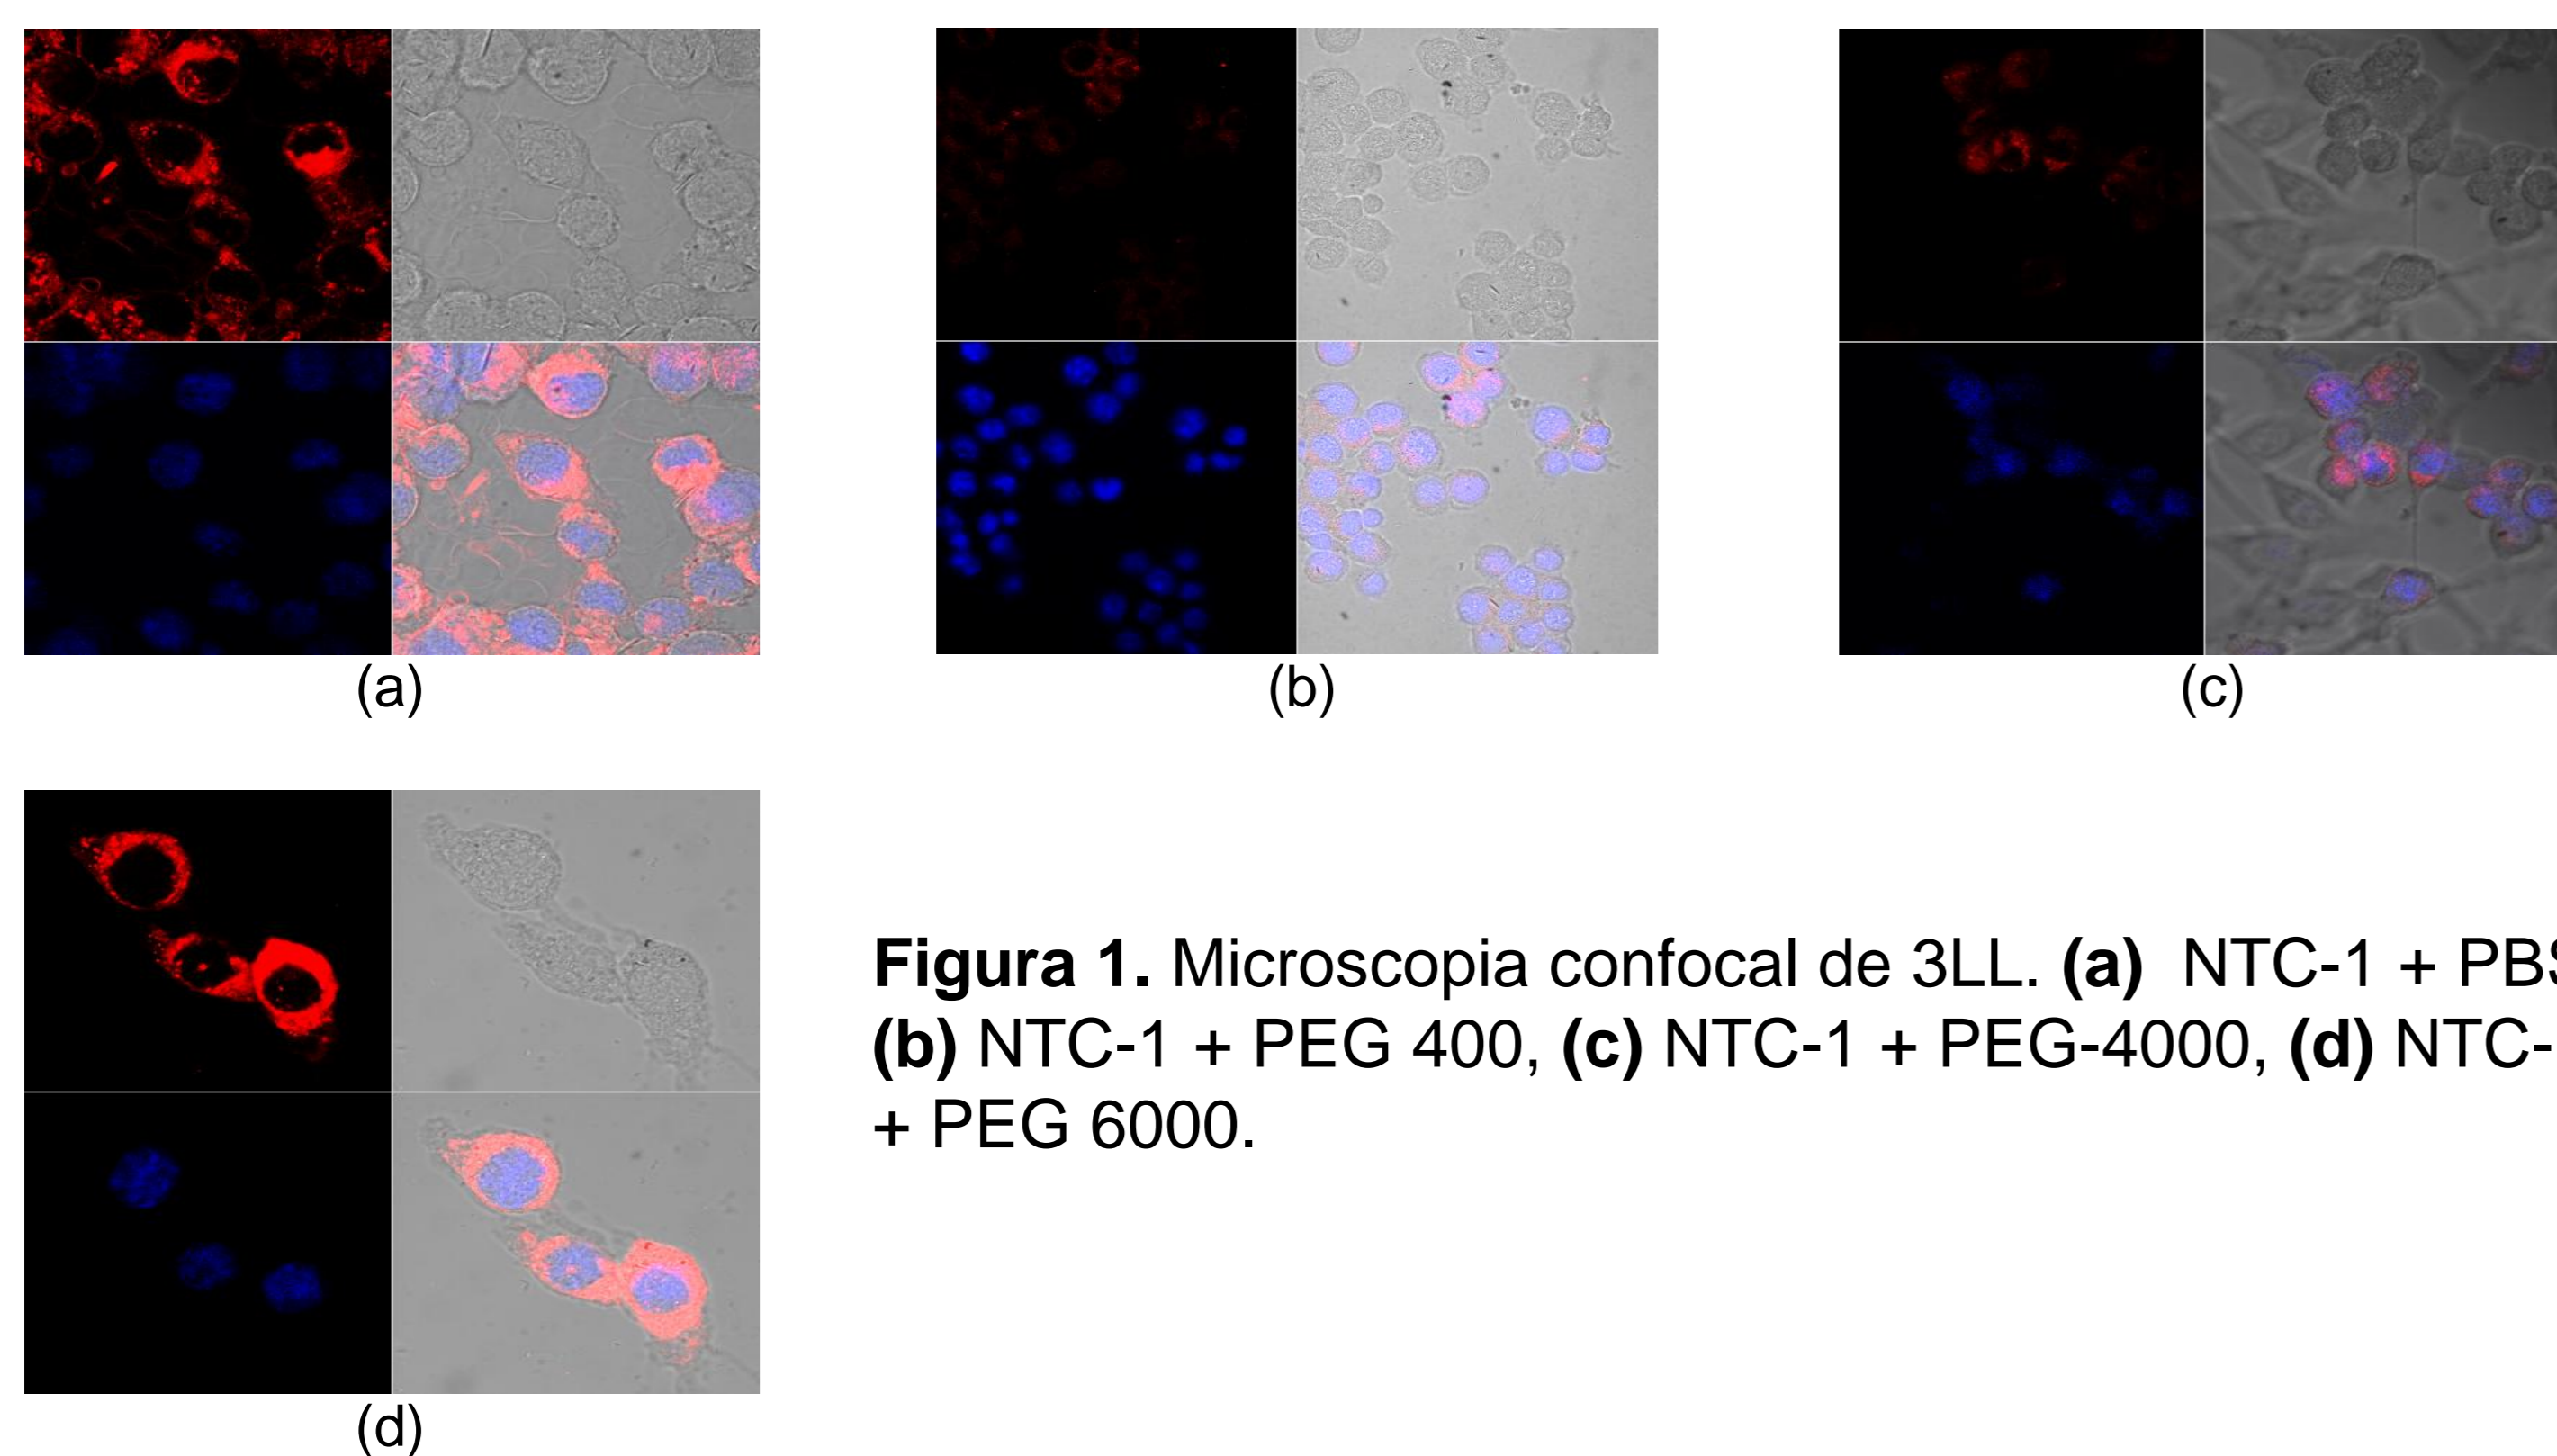 (a)
(b)
(c)
(d)
Figura 1. Microscopia confocal de 3LL. (a) NTC-1 + PBS
(b) NTC-1 + PEG 400, (c) NTC-1 + PEG-4000, (d) NTC-
+ PEG 6000.